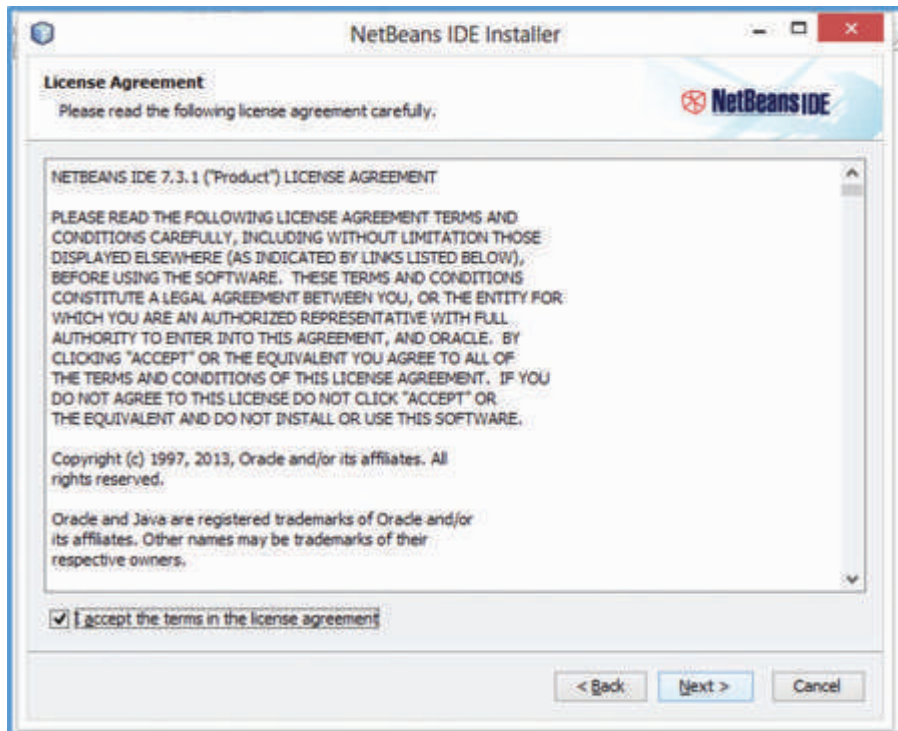 NetBeans IDE Installer
License Agreement
Please read the following license agreement carefully.
NetBeans IDE
NETBEANS IDE 7.3.1 ("Product") LICENSE AGREEMENT
PLEASE READ THE FOLLOWING LICENSE AGREEMENT TERMS AND
CONDITIONS CAREFULLY, INCLUDING WITHOUT LIMITATION THOSE
DISPLAYED ELSEWHERE (AS INDICATED BY LINKS LISTED BELOW),
BEFORE USING THE SOFTWARE. THESE TERMS AND CONDITIONS
CONSTITUTE A LEGAL AGREEMENT BETWEEN YOU, OR THE ENTITY FOR
WHICH YOU ARE AN AUTHORIZED REPRESENTATIVE WITH FULL
AUTHORITY TO ENTER INTO THIS AGREEMENT, AND ORACLE. BY
CLICKING "ACCEPT" OR THE EQUIVALENT YOU AGREE TO ALL OF
THE TERMS AND CONDITIONS OF THIS LICENSE AGREEMENT. IF YOU
DO NOT AGREE TO THIS LICENSE DO NOT CLICK "ACCEPT" OR
THE EQUIVALENT AND DO NOT INSTALL OR USE THIS SOFTWARE.
Copyright (c) 1997, 2013, Oracle and/or its affiliates. All
rights reserved.
Oracle and Java are registered trademarks of Oracle and/or
its affiliates. Other names may be trademarks of their
respective owners.
I accept the terms in the license agreement
< Back
Next >
Cancel